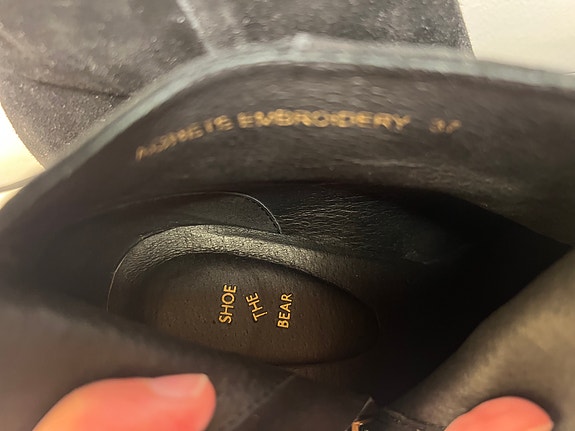 AGNETE EMBROIDERY 37
SHOE
THE
BEAR